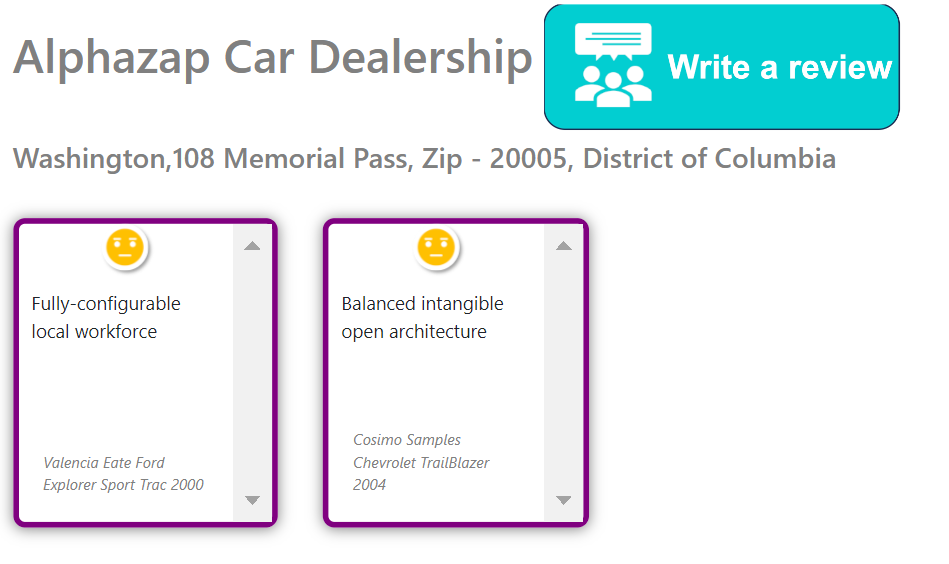 Alphazap Car Dealership
Write a review
Washington,108 Memorial Pass, Zip - 20005, District of Columbia
Fully-configurable
local workforce
Valencia Eate Ford
Explorer Sport Trac 2000
Balanced intangible
open architecture
Cosimo Samples
Chevrolet TrailBlazer
2004